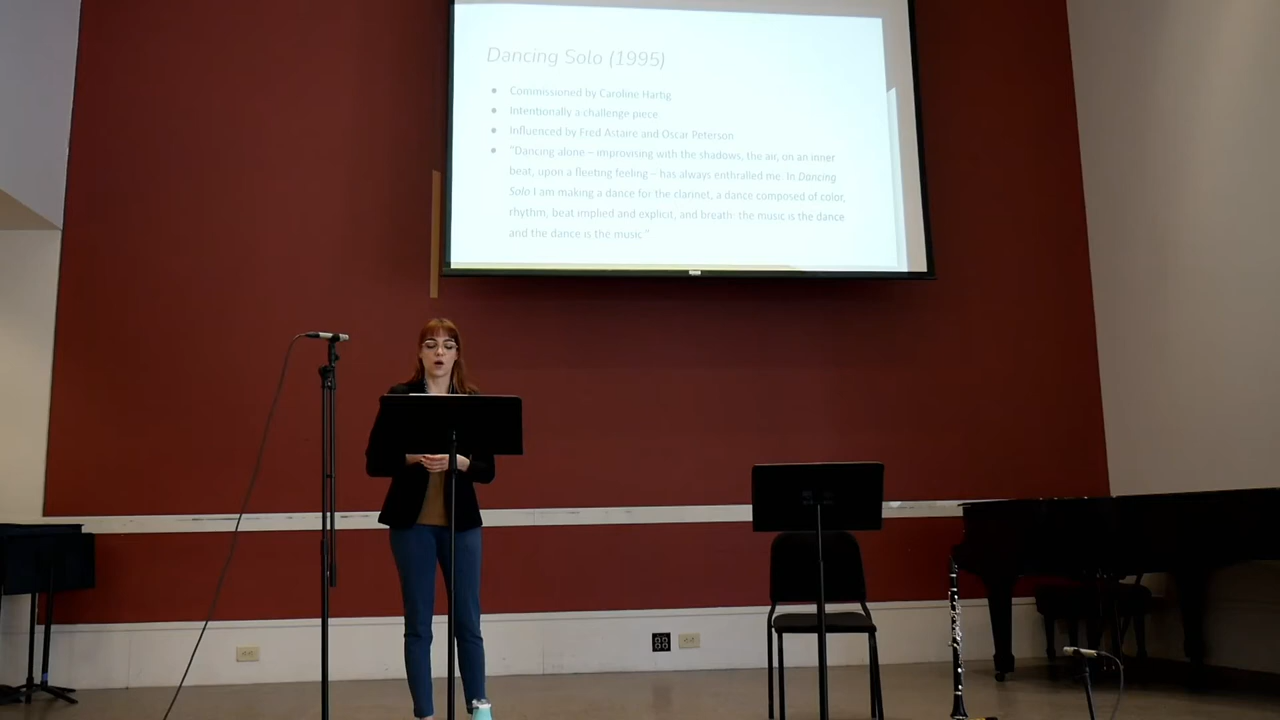 Dancing Solo (1995)
● Commissioned by Caroline Hartig
● Intentionally a challenge piece
● Influenced by Fred Astaire and Oscar Peterson
● "Dancing alone – improvising with the shadows, the air, on an inner
beat, upon a fleeting feeling – has always enthralled me. In Dancing
Solo I am making a dance for the clarinet, a dance composed of color,
rhythm, beat implied and explicit, and breath: the music is the dance
and the dance is the music."